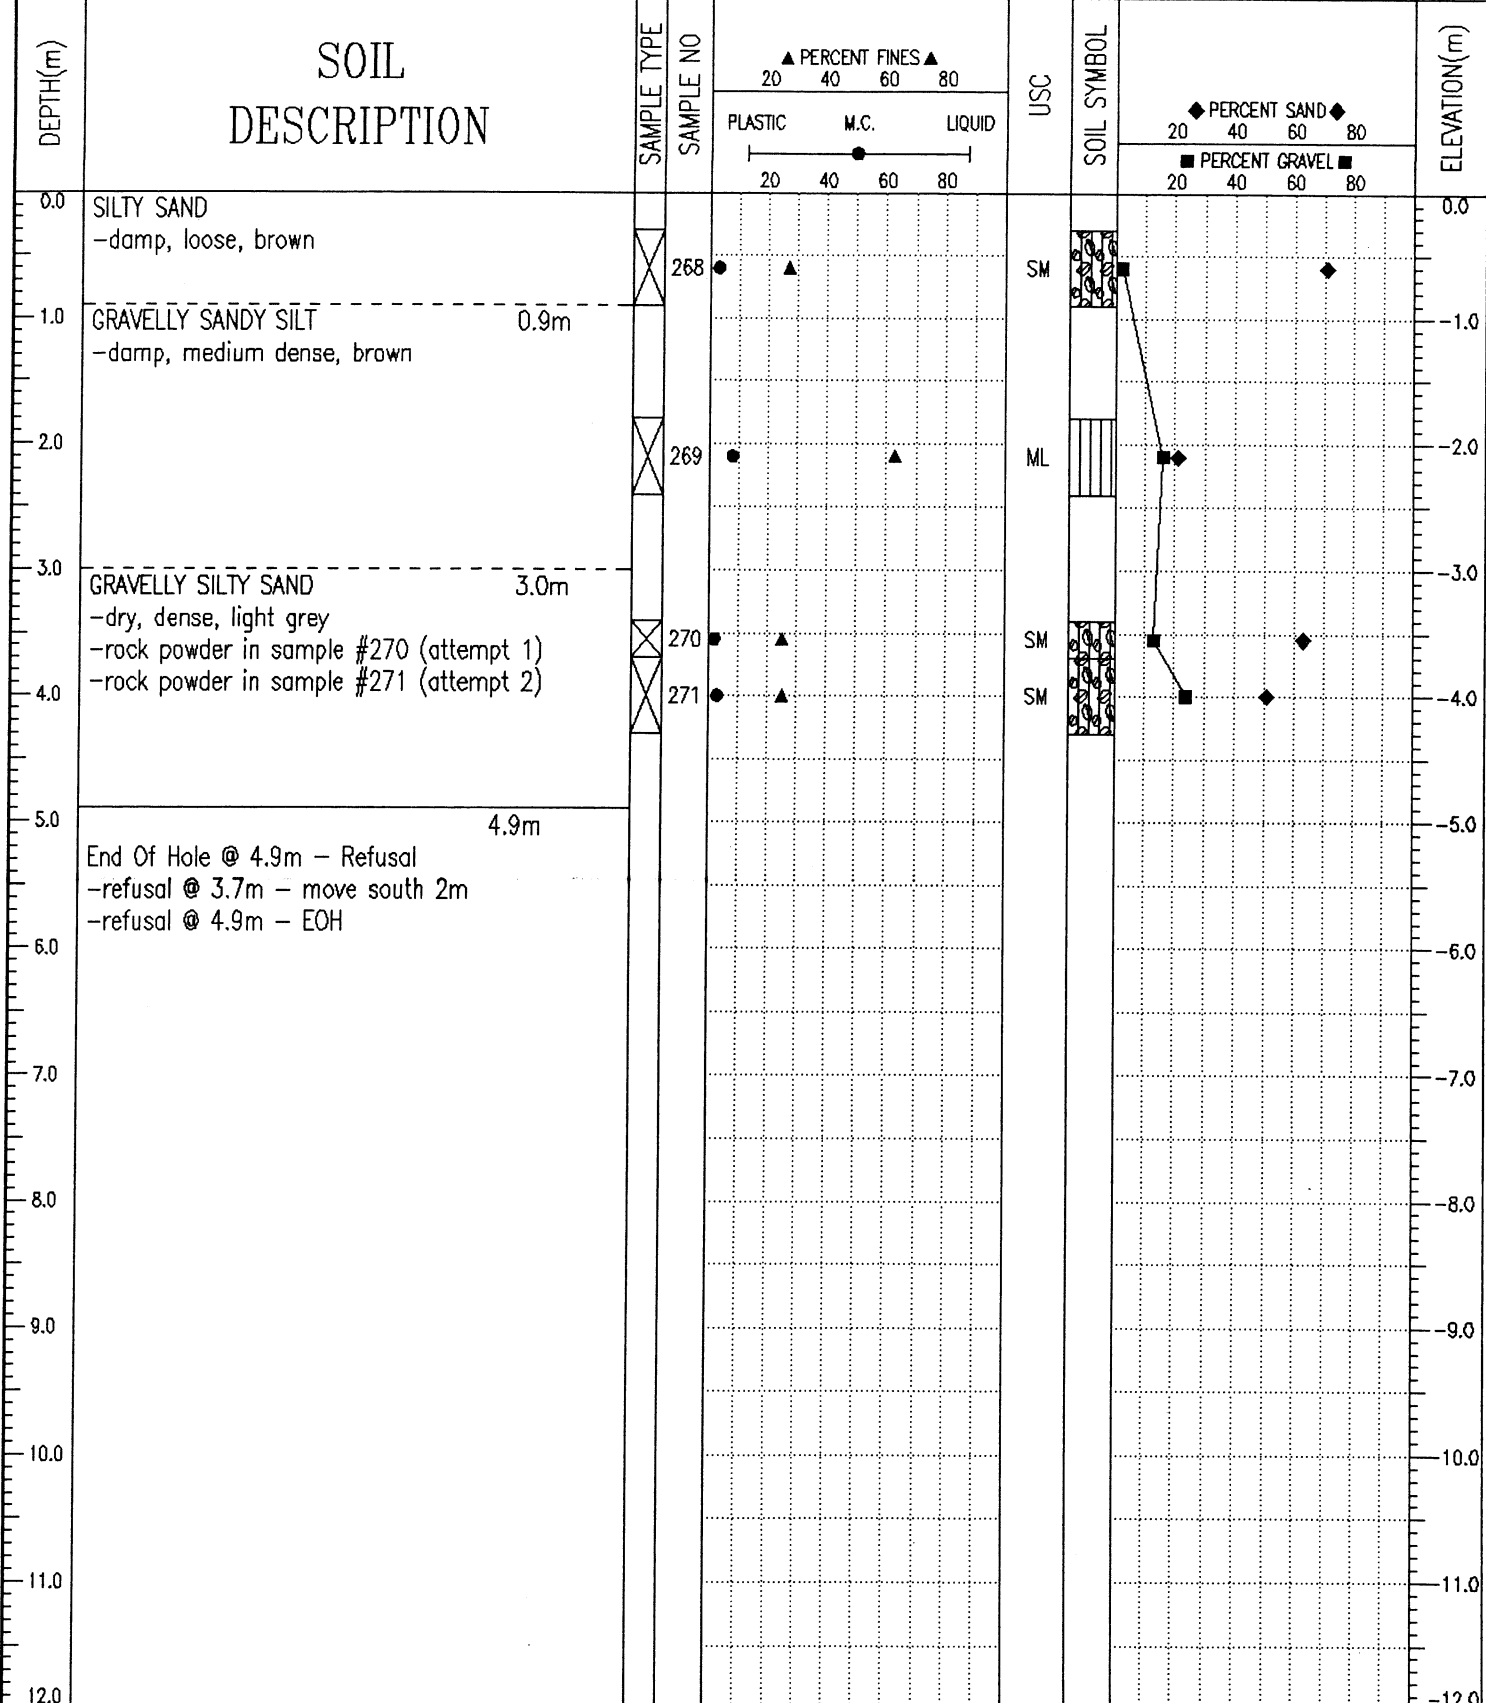 DEPTH(m)
SOIL
DESCRIPTION
SAMPLE TYPE
SAMPLE NO
▲ PERCENT FINES ▲
20 40 60 80
PLASTIC M.C. LIQUID
20 40 60 80
USC
SOIL SYMBOL
◆ PERCENT SAND ◆
20 40 60 80
■ PERCENT GRAVEL ■
20 40 60 80
ELEVATION(m)
0.0
SILTY SAND
0.0
-damp, loose, brown
268 SM
1.0 GRAVELLY SANDY SILT 0.9m -1.0
-damp, medium dense, brown
2.0 -2.0
269 ML
3.0 -3.0
GRAVELLY SILTY SAND 3.0m
-dry, dense, light grey
270 SM
-rock powder in sample #270 (attempt 1)
-rock powder in sample #271 (attempt 2)
4.0 271 SM -4.0
5.0 4.9m -5.0
End Of Hole @ 4.9m - Refusal
-refusal @ 3.7m - move south 2m
-refusal @ 4.9m - EOH
6.0 -6.0
7.0 -7.0
8.0 -8.0
9.0 -9.0
10.0 -10.0
11.0 -11.0
12.0 -12.0